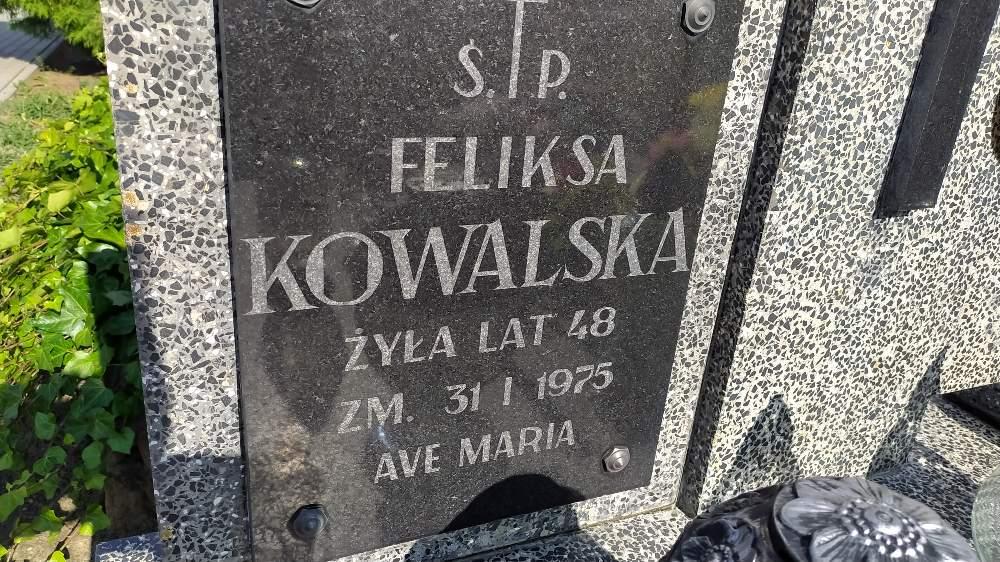 Ś. P.
FELIKSA
KOWALSKA
ŻYŁA LAT 48
ZM. 31 I 1975
AVE MARIA